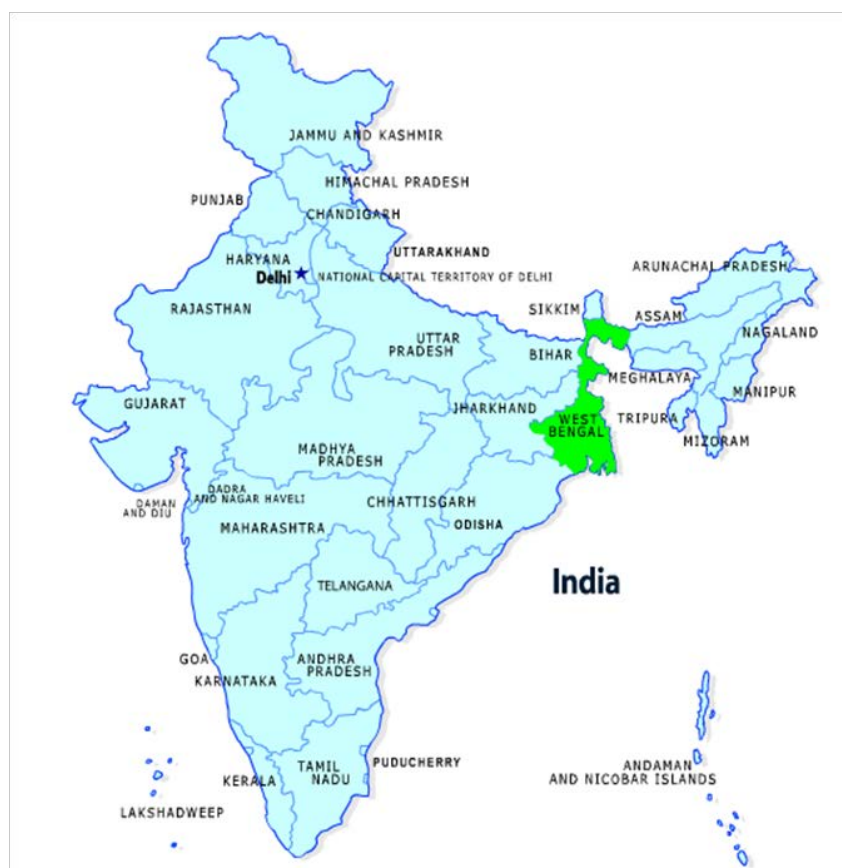 JAMMU AND KASHMIR
HIMACHAL PRADESH
PUNJAB
CHANDIGARH
UTTARAKHAND
HARYANA
Delhi
NATIONAL CAPITAL TERRITORY OF DELHI
ARUNACHAL PRADESH
RAJASTHAN
SIKKIM
ASSAM
UTTAR
PRADESH
NAGALAND
BIHAR
MEGHALAYA
MANIPUR
GUJARAT
JHARKHAND
WEST
BENGAL
TRIPURA
MIZORAM
MADHYA
PRADESH
DADRA
AND NAGAR HAVELI
DAMAN
AND DIU
CHHATTISGARH
MAHARASHTRA
ODISHA
TELANGANA
India
GOA
KARNATAKA
ANDHRA
PRADESH
PUDUCHERRY
TAMIL
NADU
KERALA
ANDAMAN
AND NICOBAR ISLANDS
LAKSHADWEEP